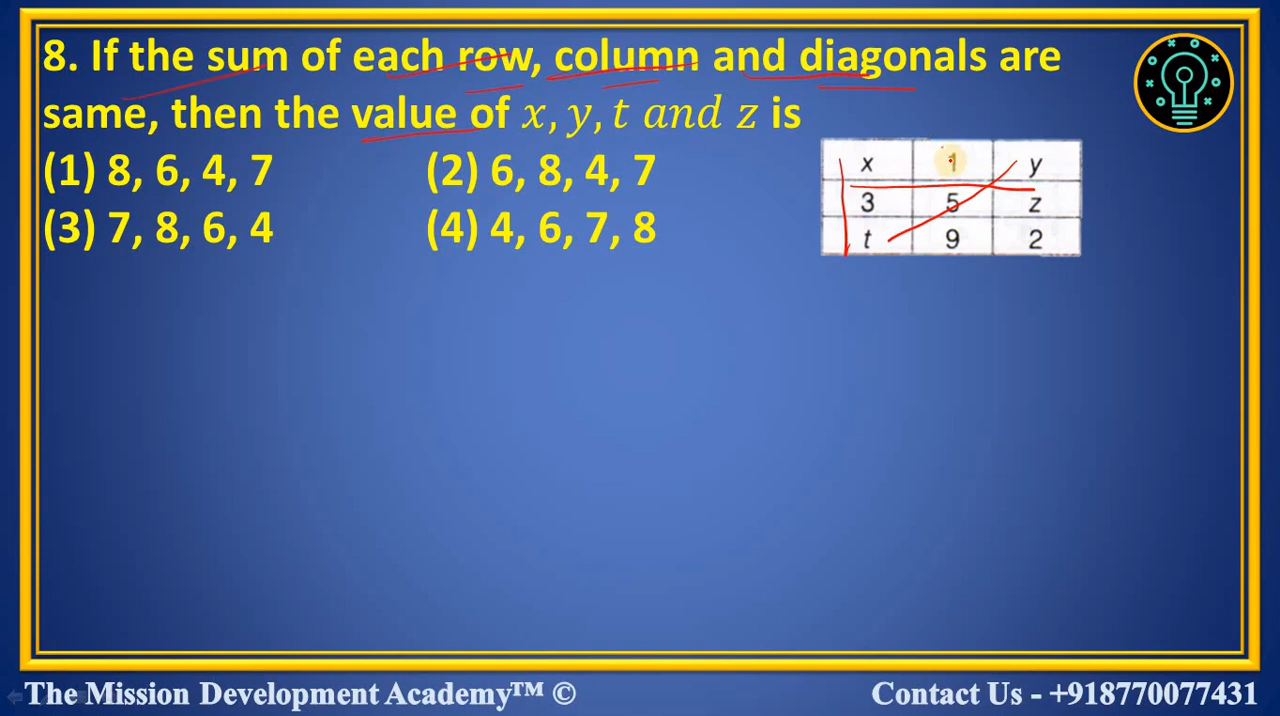 8. If the sum of each row, column and diagonals are
same, then the value of x, y, t and z is
(1) 8, 6, 4, 7 (2) 6, 8, 4, 7
(3) 7, 8, 6, 4 (4) 4, 6, 7, 8
x 1 y
3 5 z
t 9 2
The Mission Development Academy™ © Contact Us - +918770077431